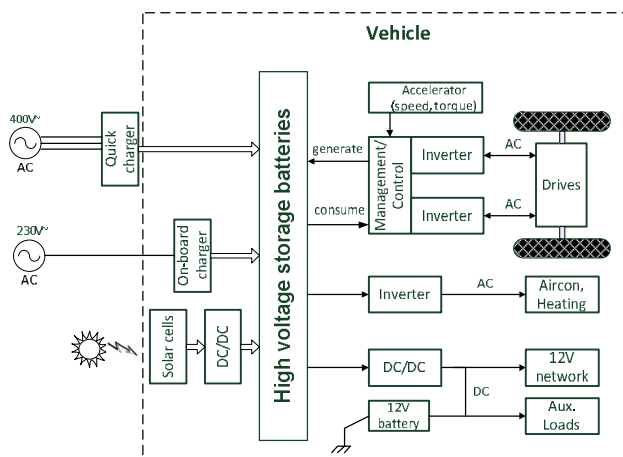 Vehicle
400V~
AC
Quick
charger
230V~
AC
On-board
charger
Solar cells
DC/DC
High voltage storage batteries
Accelerator
(speed,torque)
generate
consume
Management/
Control
Inverter
Inverter
AC
AC
Drives
Inverter
AC
Aircon,
Heating
DC/DC
DC
12V
network
12V
battery
Aux.
Loads